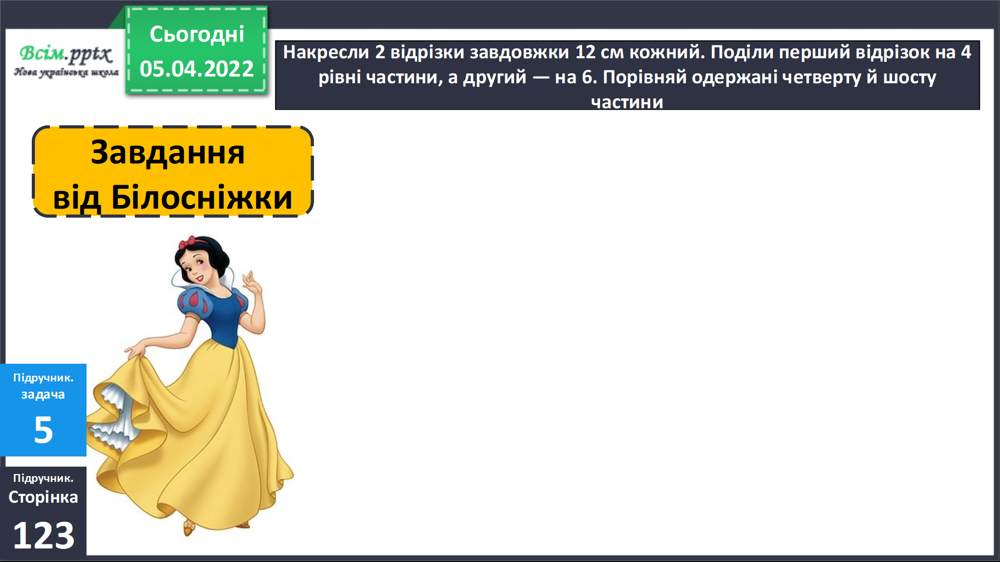 Всім.pptx
Нова українська школа
Сьогодні
05.04.2022
Накресли 2 відрізки завдовжки 12 см кожний. Поділи перший відрізок на 4
рівні частини, а другий — на 6. Порівняй одержані четверту й шосту
частини
Завдання
від Білосніжки
Підручник.
задача
5
Підручник.
Сторінка
123